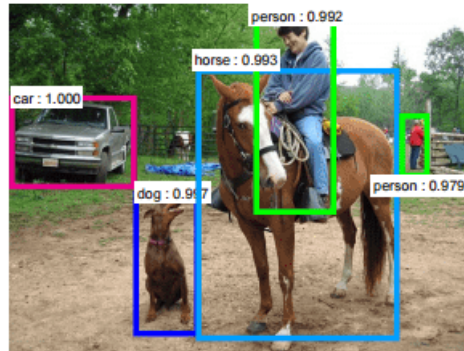 person : 0.992
horse : 0.993
car : 1.000
person : 0.979
dog : 0.997